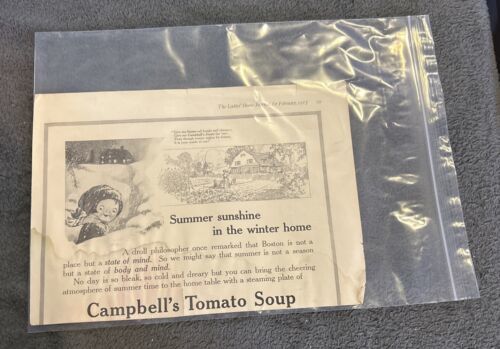 The Ladies' Home Journal for February, 1913
Summer sunshine
in the winter home
A droll philosopher once remarked that Boston is not a
place but a state of mind. So we might say that summer is not a season
but a state of body and mind.
No day is so bleak, so cold and dreary but you can bring the cheering
atmosphere of summer time to the home table with a steaming plate of
Campbell's Tomato Soup